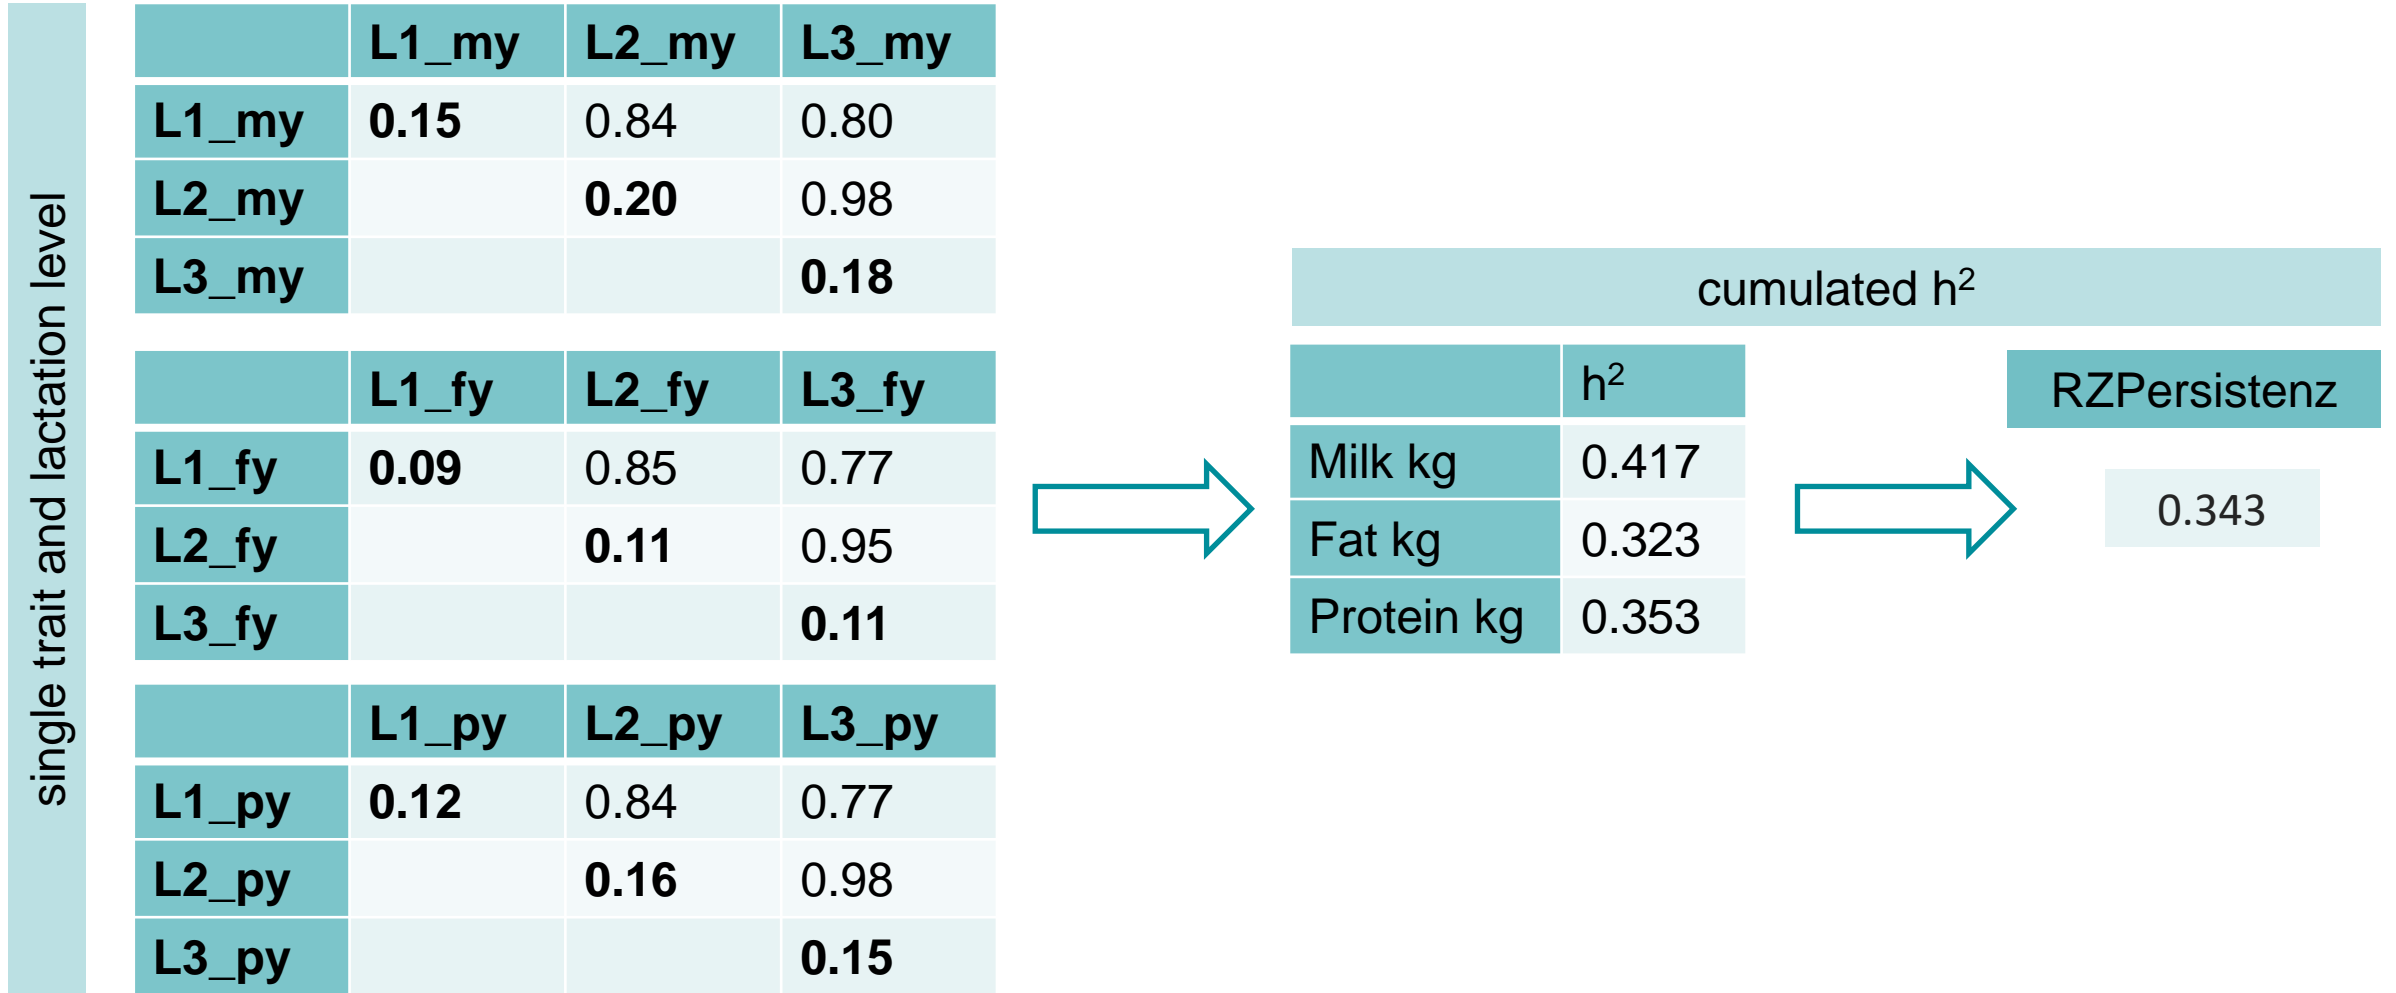 single trait and lactation level
L1_my L2_my L3_my
L1_my 0.15 0.84 0.80
L2_my 0.20 0.98
L3_my 0.18
L1_fy L2_fy L3_fy
L1_fy 0.09 0.85 0.77
L2_fy 0.11 0.95
L3_fy 0.11
L1_py L2_py L3_py
L1_py 0.12 0.84 0.77
L2_py 0.16 0.98
L3_py 0.15
cumulated h²
h²
Milk kg 0.417
Fat kg 0.323
Protein kg 0.353
RZPersistenz
0.343